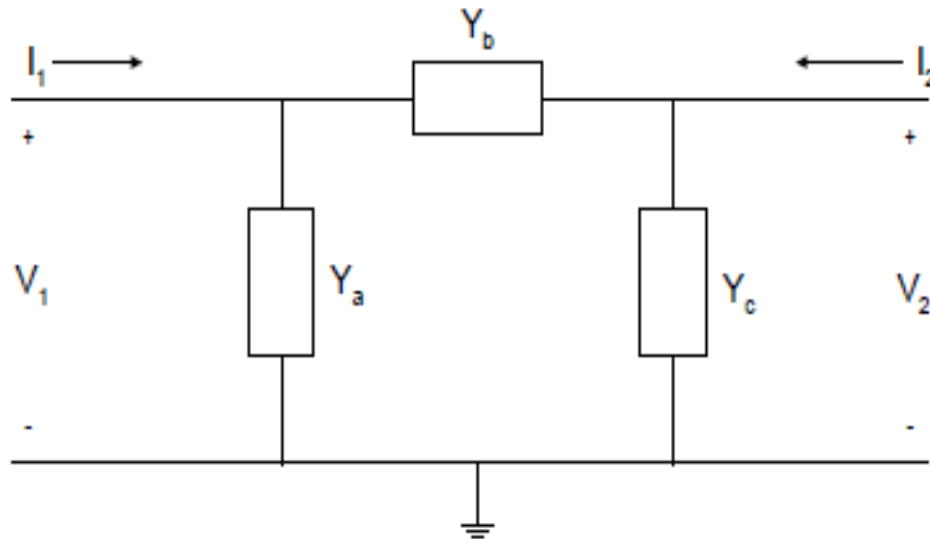 Y_b
I_1
I_2
+
+
V_1
Y_a
Y_c
V_2
-
-